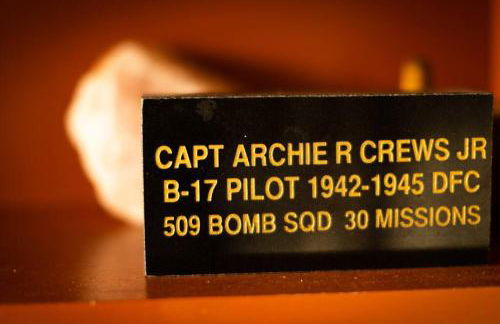 CAPT ARCHIE R CREWS JR
B-17 PILOT 1942-1945 DFC
509 BOMB SQD 30 MISSIONS